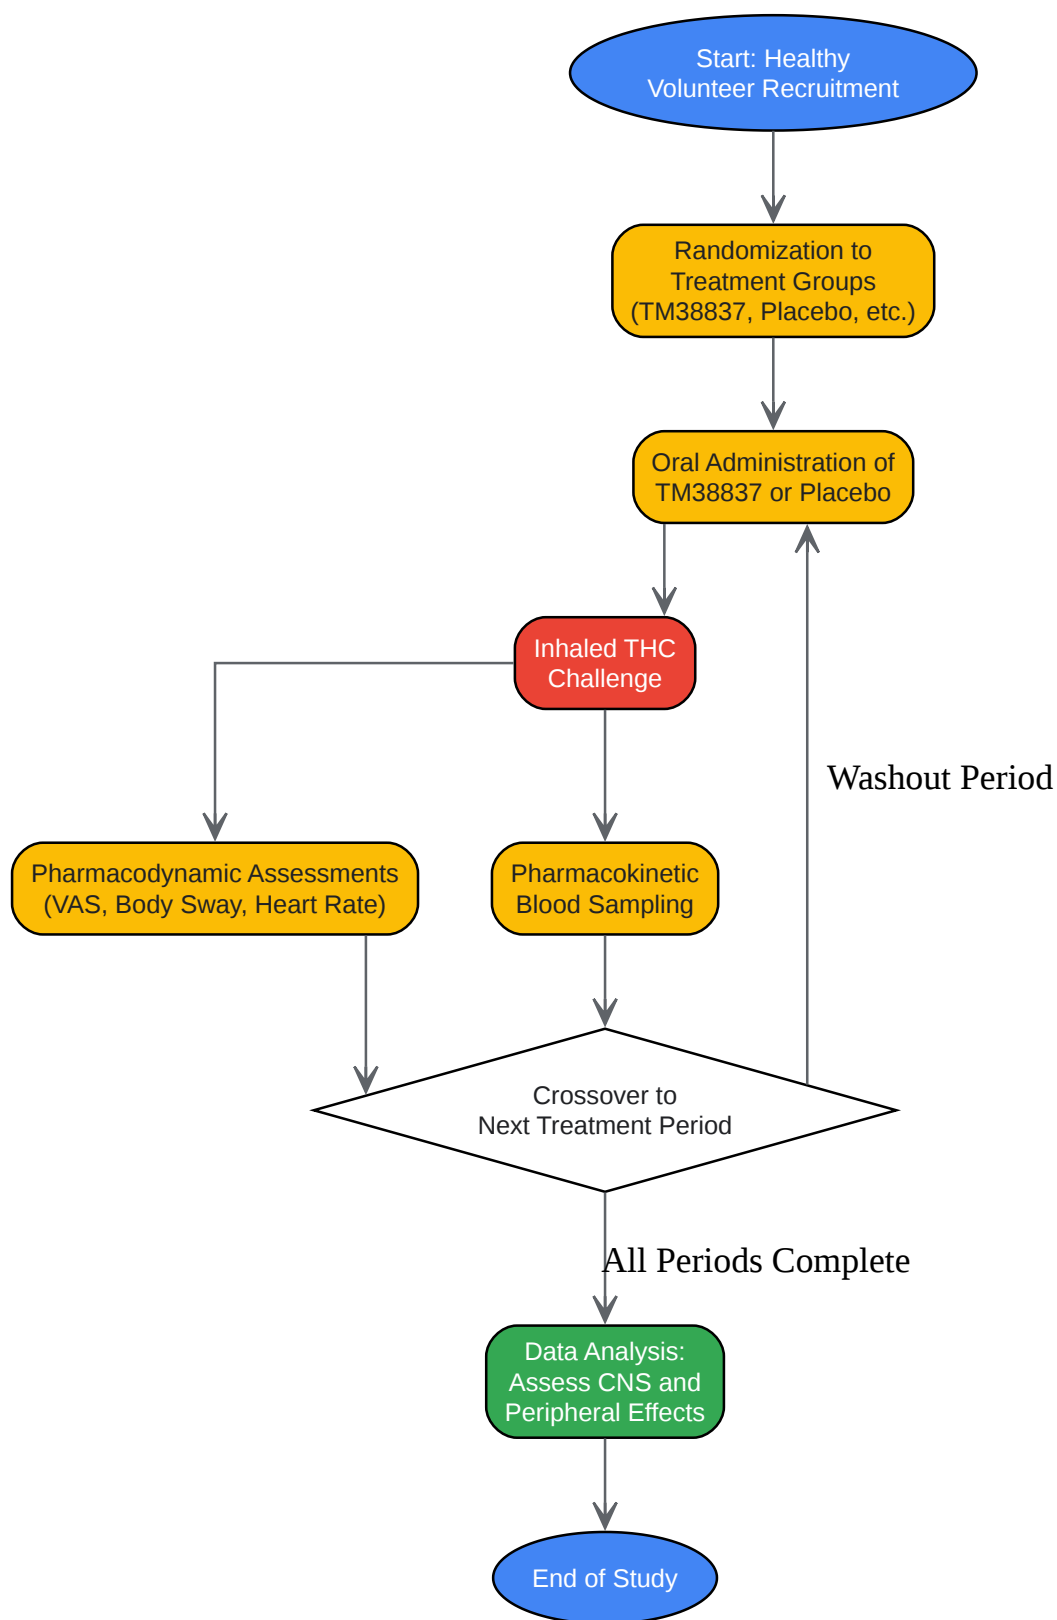 Start: Healthy
Volunteer Recruitment
Randomization to
Treatment Groups
(TM38837, Placebo, etc.)
Oral Administration of
TM38837 or Placebo
Inhaled THC
Challenge
Washout Period
Pharmacodynamic Assessments
(VAS, Body Sway, Heart Rate)
Pharmacokinetic
Blood Sampling
Crossover to
Next Treatment Period
All Periods Complete
Data Analysis:
Assess CNS and
Peripheral Effects
End of Study